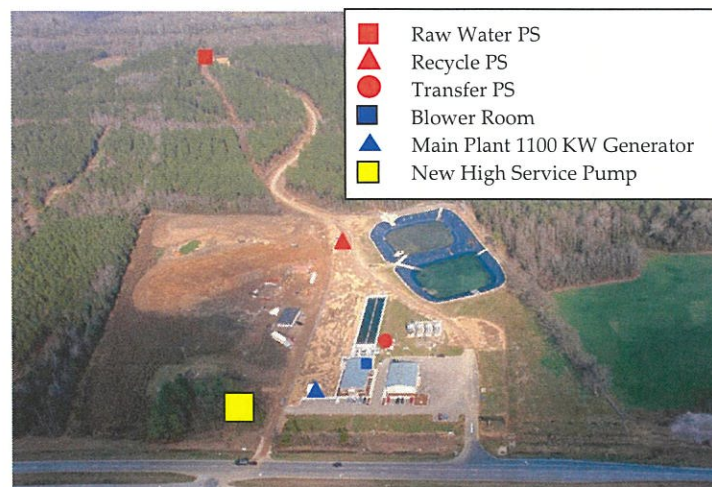 Raw Water PS
Recycle PS
Transfer PS
Blower Room
Main Plant 1100 KW Generator
New High Service Pump